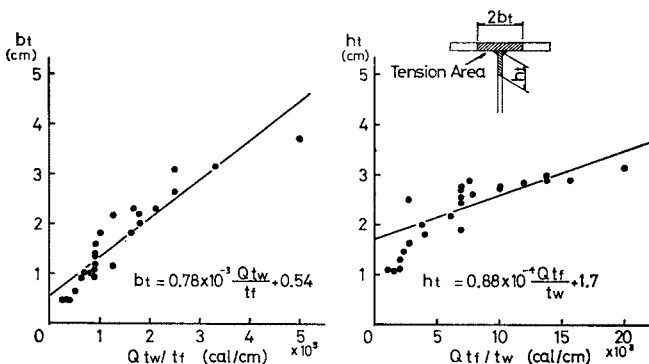 bt
(cm)
5
4
3
2
1
0
1
2
3
4
5
×10³
Q tw / tf (cal/cm)
bt = 0.78×10⁻³ Qtw/tf + 0.54
ht
(cm)
5
4
3
2
1
0
5
10
15
20
×10³
Q tf / tw (cal/cm)
ht = 0.88×10⁻⁴ Qtf/tw + 1.7
2bt
Tension Area
ht